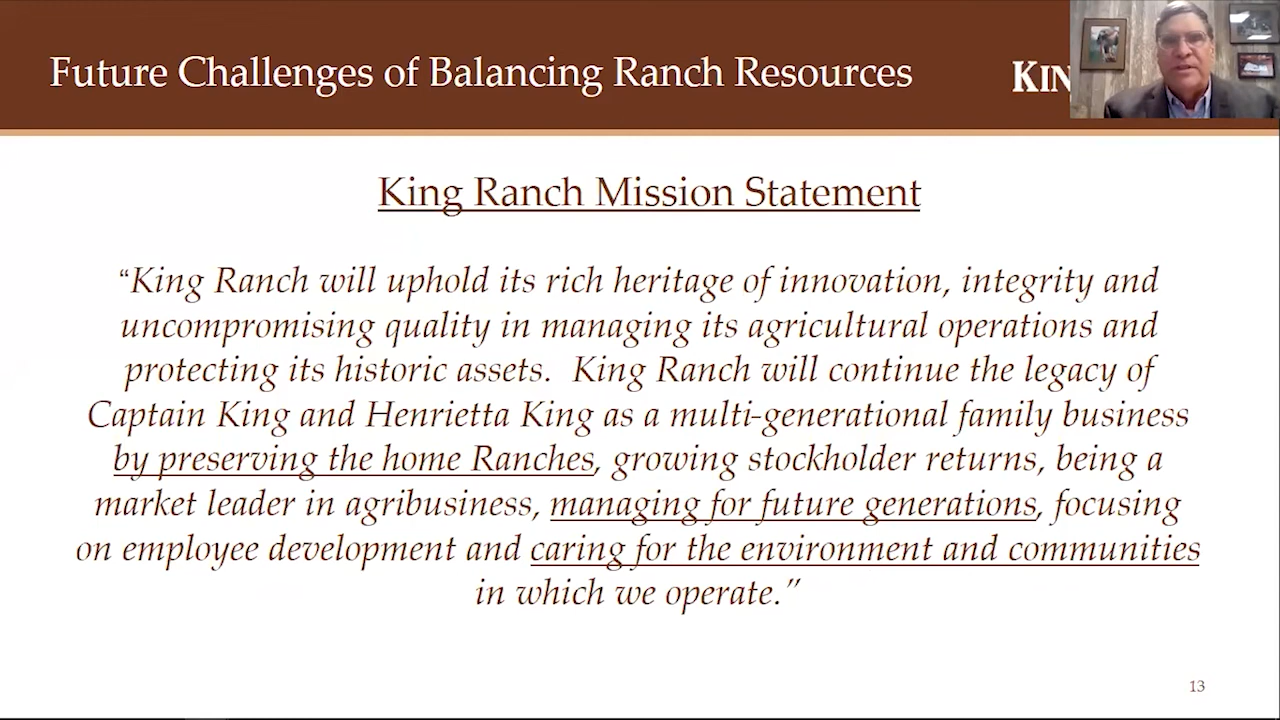 Future Challenges of Balancing Ranch Resources
King Ranch Mission Statement
“King Ranch will uphold its rich heritage of innovation, integrity and
uncompromising quality in managing its agricultural operations and
protecting its historic assets.  King Ranch will continue the legacy of
Captain King and Henrietta King as a multi-generational family business
by preserving the home Ranches, growing stockholder returns, being a
market leader in agribusiness, managing for future generations, focusing
on employee development and caring for the environment and communities
in which we operate.”
13